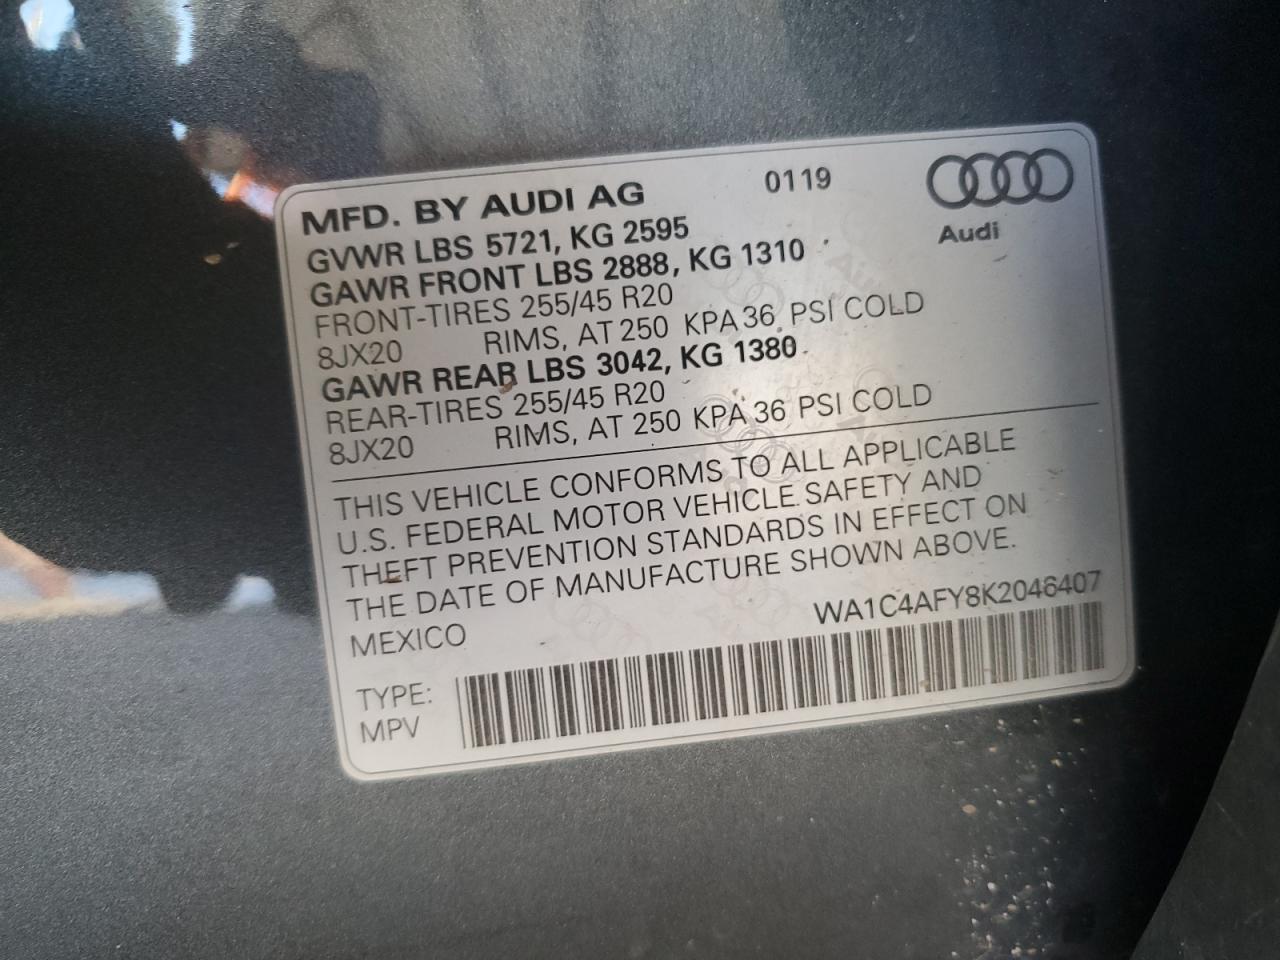 MFD. BY AUDI AG 0119
Audi
GVWR LBS 5721, KG 2595
GAWR FRONT LBS 2888, KG 1310
FRONT-TIRES 255/45 R20
8JX20 RIMS, AT 250 KPA 36 PSI COLD
GAWR REAR LBS 3042, KG 1380
REAR-TIRES 255/45 R20
8JX20 RIMS, AT 250 KPA 36 PSI COLD
THIS VEHICLE CONFORMS TO ALL APPLICABLE
U.S. FEDERAL MOTOR VEHICLE SAFETY AND
THEFT PREVENTION STANDARDS IN EFFECT ON
THE DATE OF MANUFACTURE SHOWN ABOVE.
MEXICO WA1C4AFY8K2046407
TYPE:
MPV